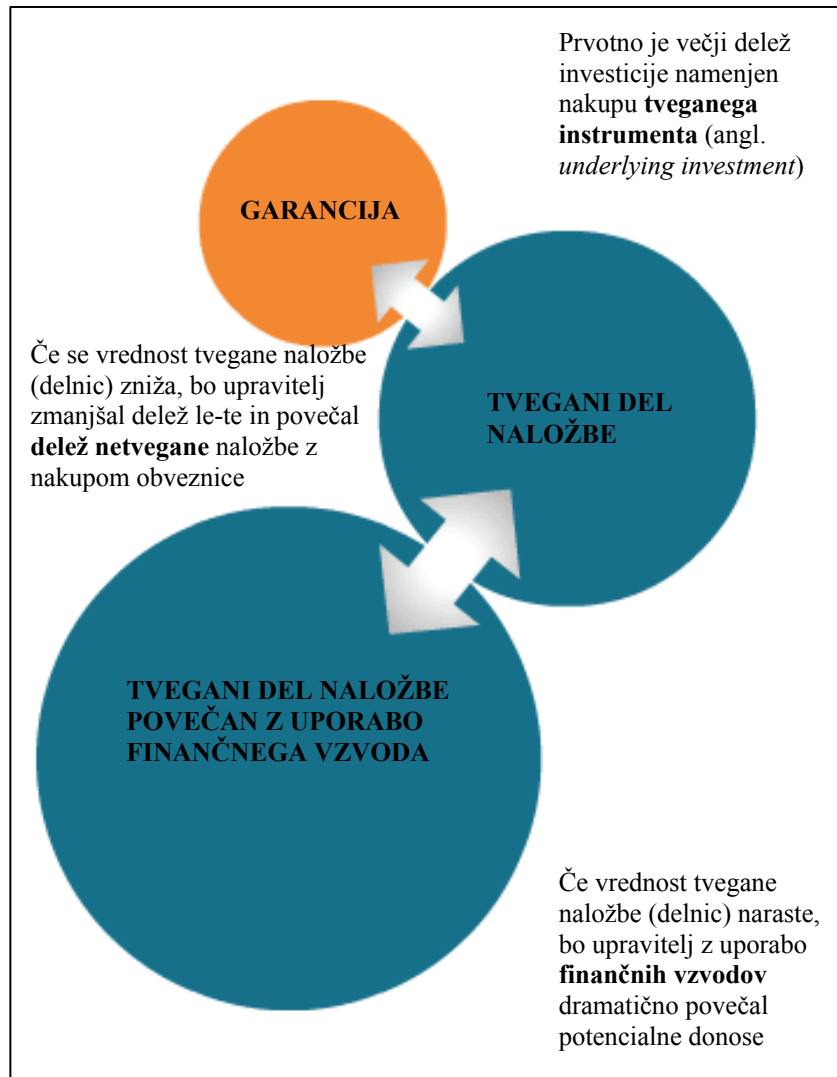 Prvotno je večji delež
investicije namenjen
nakupu tveganega
instrumenta (angl.
underlying investment)
GARANCIJA
Če se vrednost tvegane naložbe
(delnic) zniža, bo upravitelj
zmanjšal delež le-te in povečal
delež netvegane naložbe z
nakupom obveznice
TVEGANI DEL
NALOŽBE
TVEGANI DEL NALOŽBE
POVEČAN Z UPORABO
FINANČNEGA VZVODA
Če vrednost tvegane
naložbe (delnic) naraste,
bo upravitelj z uporabo
finančnih vzvodov
dramatično povečal
potencialne donose